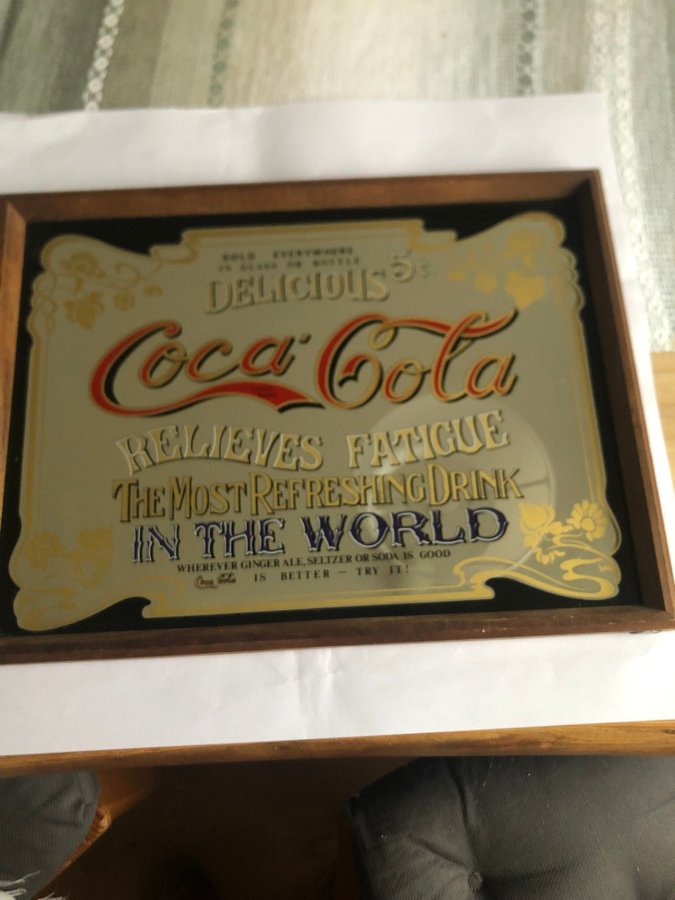 SOLD EVERYWHERE
IN GLASS OR BOTTLE
DELICIOUS 5¢
Coca-Cola
RELIEVES FATIGUE
THE MOST REFRESHING DRINK
IN THE WORLD
WHEREVER GINGER ALE, SELTZER OR SODA IS GOOD
Coca-Cola IS BETTER - TRY IT!